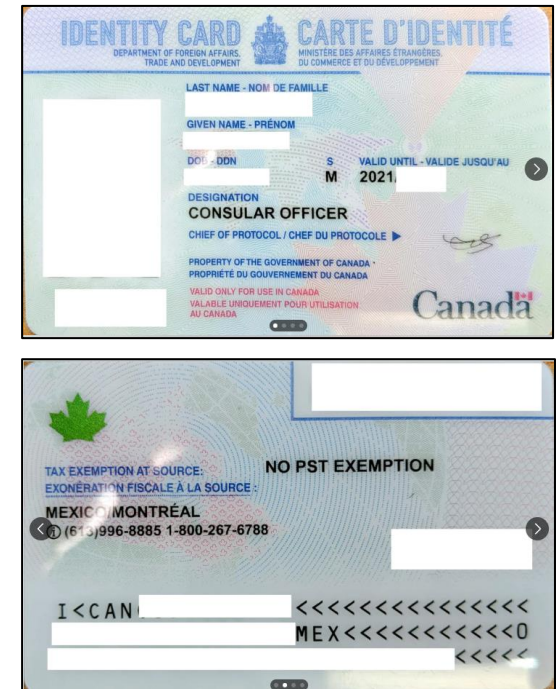 IDENTITY CARD CARTE D'IDENTITÉ
DEPARTMENT OF FOREIGN AFFAIRS, MINISTÈRE DES AFFAIRES ÉTRANGÈRES,
TRADE AND DEVELOPMENT DU COMMERCE ET DU DÉVELOPPEMENT
LAST NAME - NOM DE FAMILLE
GIVEN NAME - PRÉNOM
DOB - DDN S VALID UNTIL - VALIDE JUSQU'AU
M 2021
DESIGNATION
CONSULAR OFFICER
CHIEF OF PROTOCOL / CHEF DU PROTOCOLE
PROPERTY OF THE GOVERNMENT OF CANADA
PROPRIÉTÉ DU GOUVERNEMENT DU CANADA
VALID ONLY FOR USE IN CANADA
VALABLE UNIQUEMENT POUR UTILISATION
AU CANADA
Canada
TAX EXEMPTION AT SOURCE: NO PST EXEMPTION
EXONÉRATION FISCALE À LA SOURCE :
MEXICO/MONTRÉAL
(613)996-8885 1-800-267-6788
I<CAN <<<<<<<<<<<<<<<
MEX<<<<<<<<<<<0
<<<<